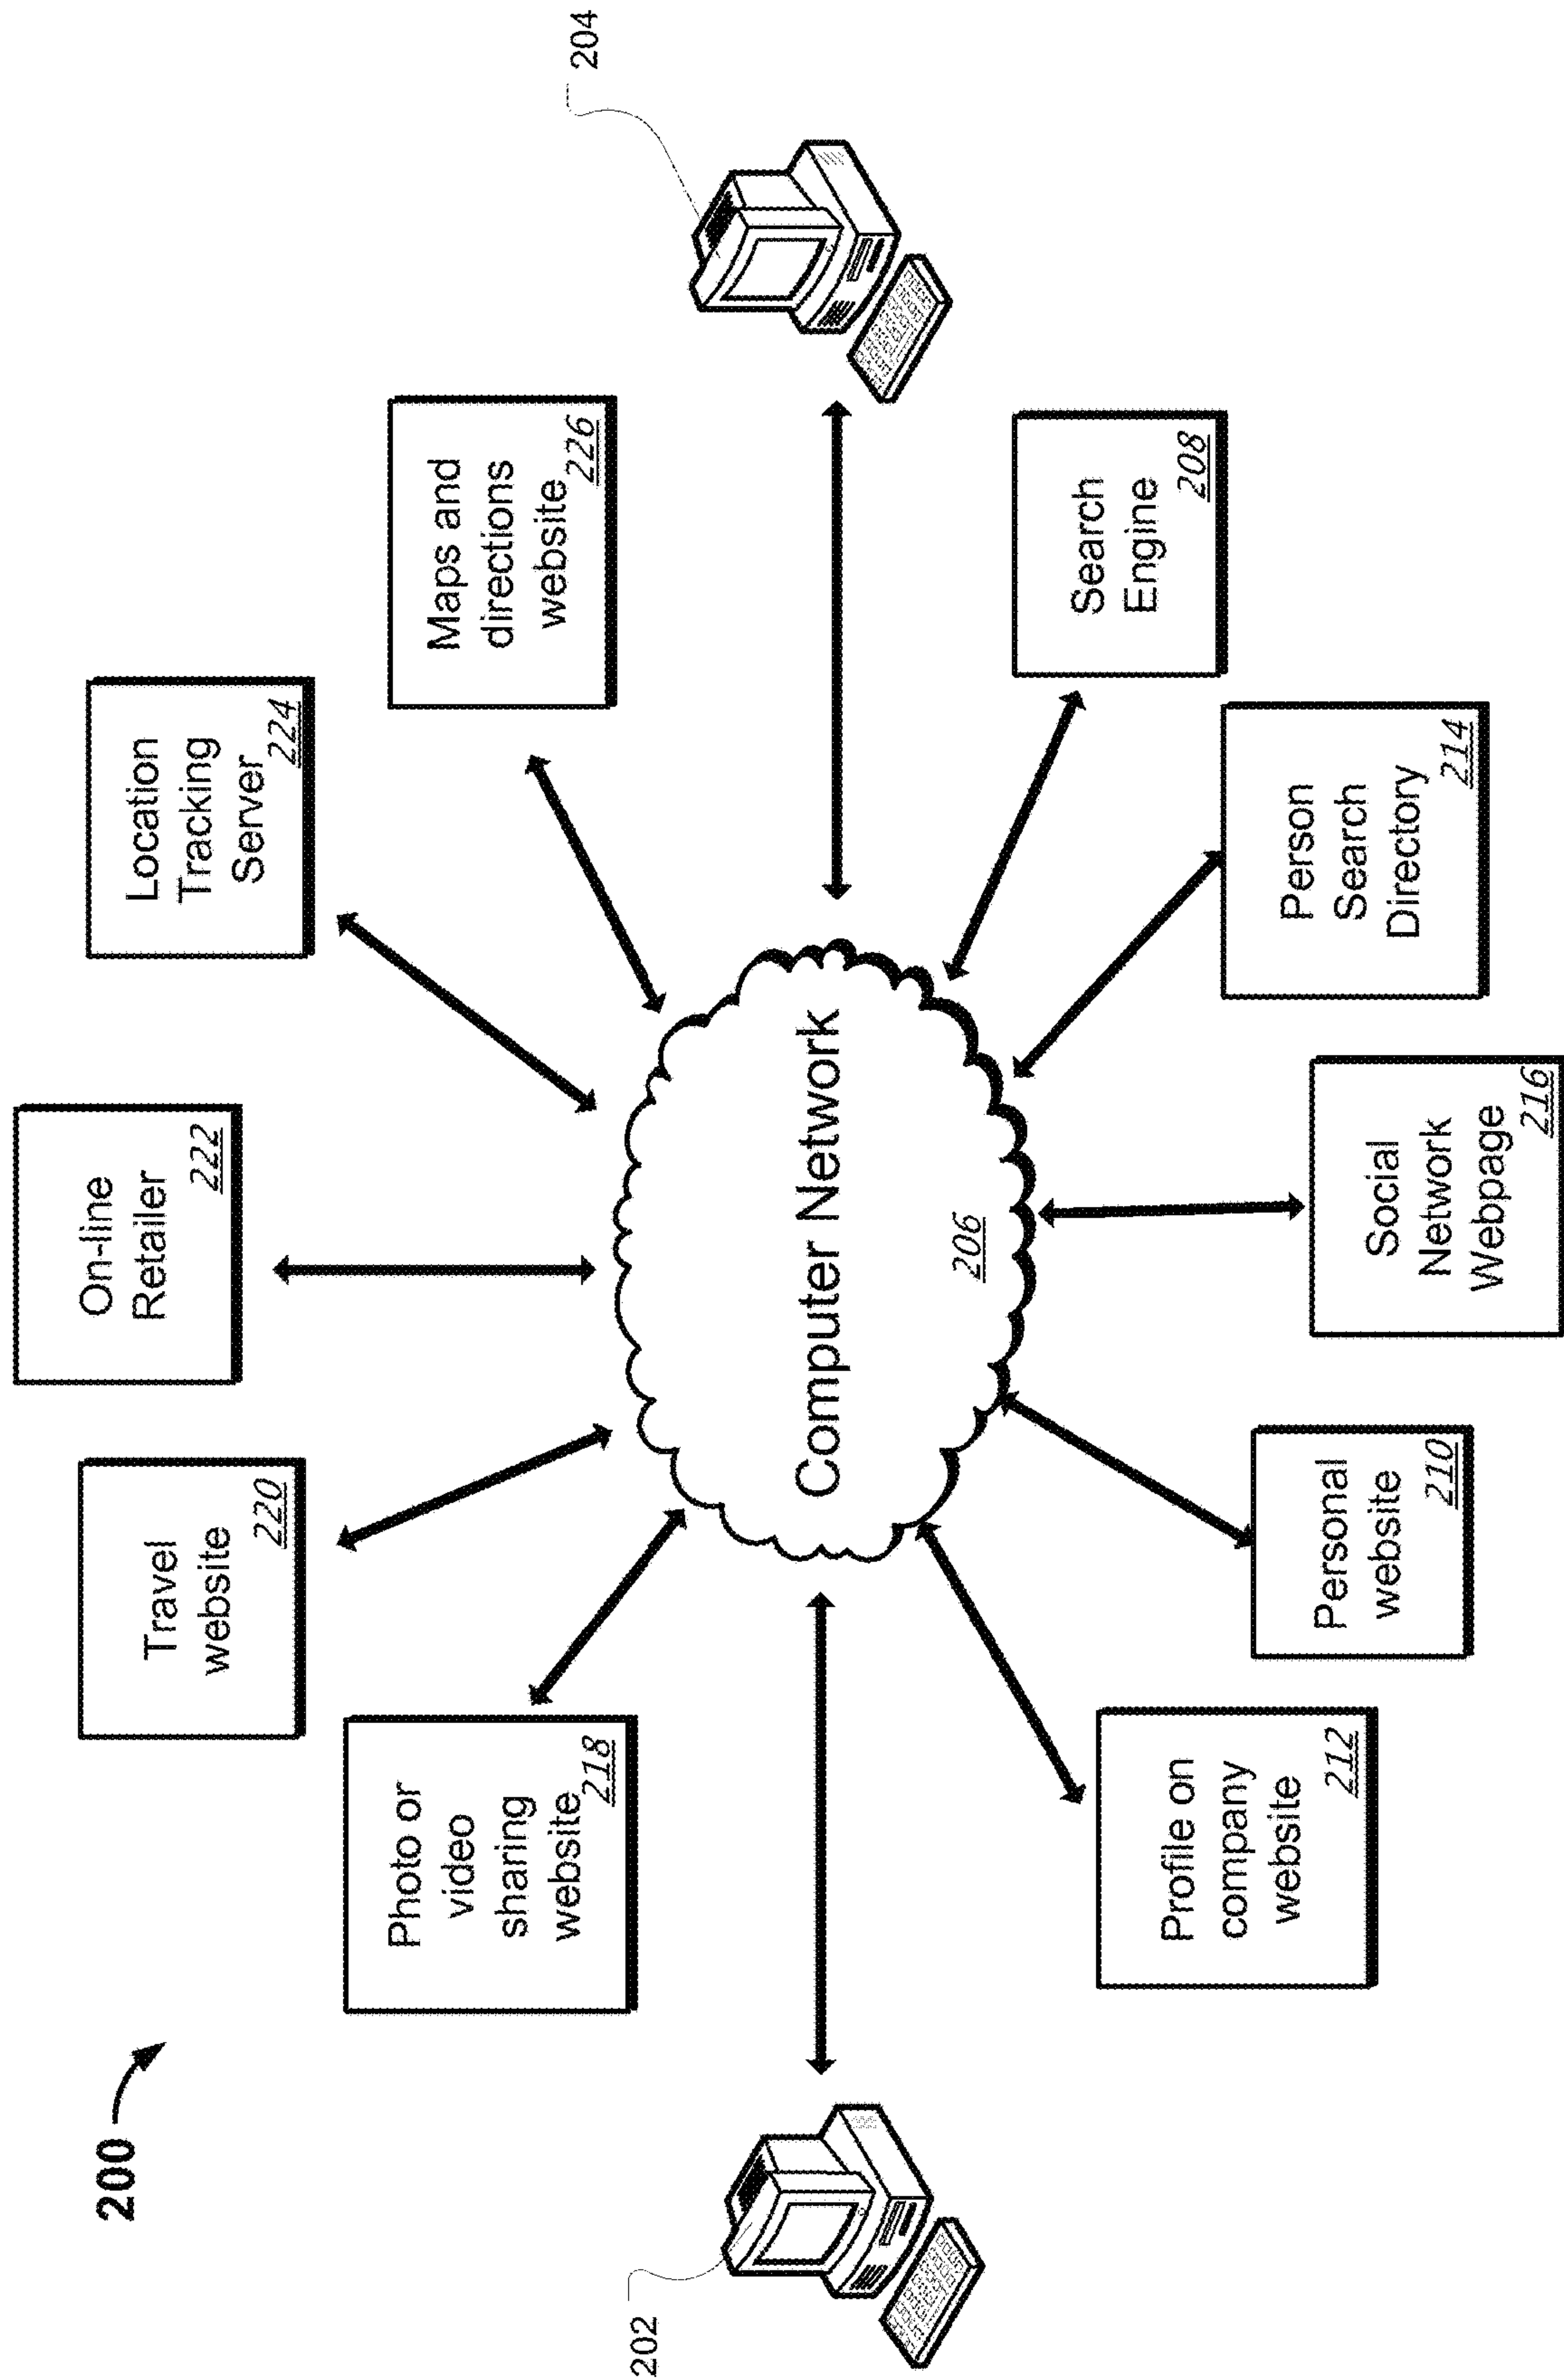 200
Travel
website
220
On-line
Retailer
222
Location
Tracking
Server
224
Photo or
video
sharing
website
218
Maps and
directions
website
226
202
204
Computer Network
206
Profile on
company
website
212
Personal
website
210
Social
Network
Webpage
216
Person
Search
Directory
214
Search
Engine
208